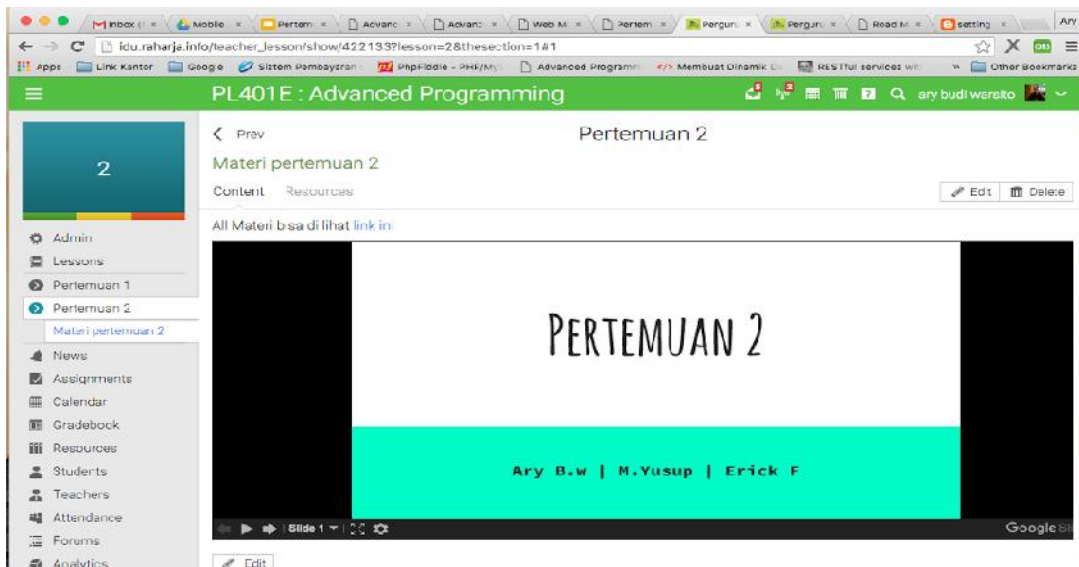 Inbox
Mobile
Pertem
Advanc
Advanc
Web M
Pertem
Pergurc
Road M
setting
Ary
idu.raharja.info/teacher_lesson/show/422133?lesson=2&thesection=1#1
Apps
Link Kantor
Google
Sistem Pembayaran
PhpFiddle - PHP/My
Advanced Programm
Membuat Dinamik
RESTful services wit
Other Bookmarks
PL401E : Advanced Programming
ary budi warsito
Prev
Pertemuan 2
2
Materi pertemuan 2
Content
Resources
Edit
Delete
All Materi bisa di lihat link ini
Admin
Lessons
Pertemuan 1
Pertemuan 2
Materi pertemuan 2
News
Assignments
Calendar
Gradebook
Resources
Students
Teachers
Attendance
Forums
Analytics
PERTEMUAN 2
Ary B.w | M.Yusup | Erick F
Slide 1
Google Sli
Edit